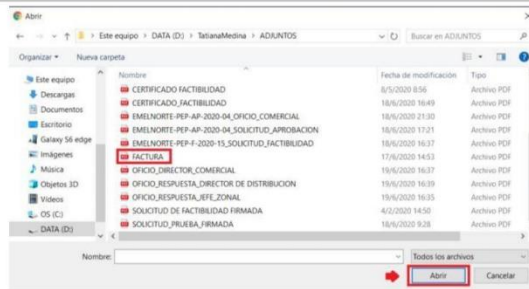 Abrir
Este equipo > DATA (D:) > TatianaMedina > ADJUNTOS
Buscar en ADJUNTOS
Organizar
Nueva carpeta
Nombre
Fecha de modificación
Tipo
Este equipo
Descargas
Documentos
Escritorio
Galaxy S6 edge
Imágenes
Música
Objetos 3D
Videos
OS (C:)
DATA (D:)
CERTIFICADO FACTIBILIDAD 8/5/2020 8:56 Archivo PDF
CERTIFICADO_FACTIBILIDAD 18/6/2020 16:49 Archivo PDF
EMELNORTE-PEP-AP-2020-04_OFICIO_COMERCIAL 18/6/2020 21:30 Archivo PDF
EMELNORTE-PEP-AP-2020-04_SOLICITUD_APROBACION 18/6/2020 17:21 Archivo PDF
EMELNORTE-PEP-F-2020-15_SOLICITUD_FACTIBILIDAD 18/6/2020 16:37 Archivo PDF
FACTURA 17/6/2020 14:53 Archivo PDF
OFICIO_DIRECTOR_COMERCIAL 19/6/2020 16:37 Archivo PDF
OFICIO_RESPUESTA_DIRECTOR DE DISTRIBUCION 19/6/2020 16:39 Archivo PDF
OFICIO_RESPUESTA_JEFE_ZONAL 19/6/2020 16:35 Archivo PDF
SOLICITUD DE FACTIBILIDAD FIRMADA 4/2/2020 14:50 Archivo PDF
SOLICITUD_PRUEBA_FIRMADA 18/6/2020 9:28 Archivo PDF
Nombre:
Todos los archivos
Abrir
Cancelar